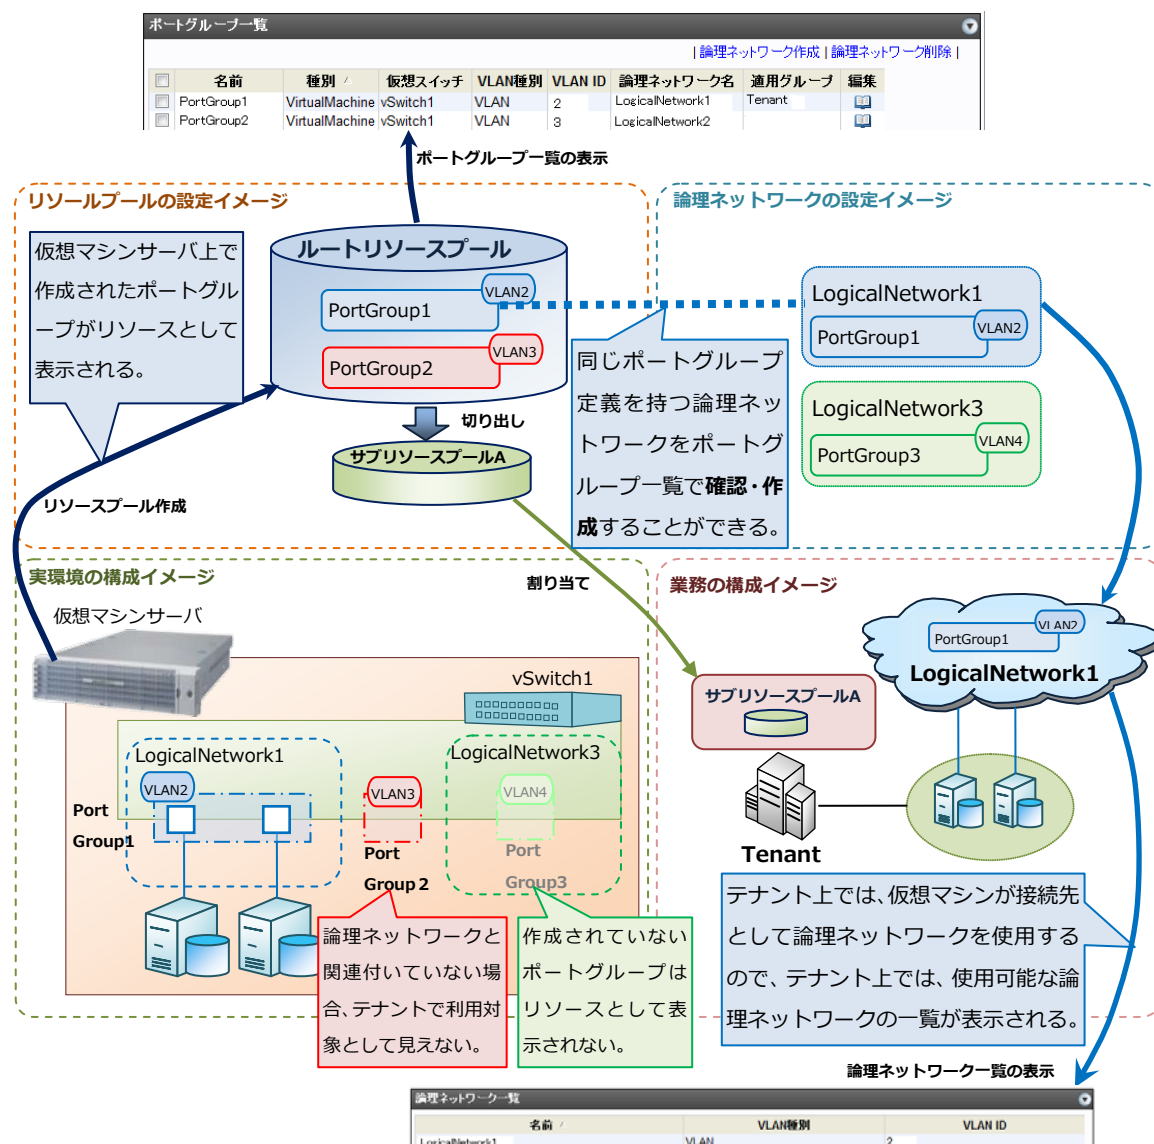 ポートグループ一覧
| 論理ネットワーク作成 | 論理ネットワーク削除 |
名前 種別 仮想スイッチ VLAN種別 VLAN ID 論理ネットワーク名 適用グループ 編集
PortGroup1 VirtualMachine vSwitch1 VLAN 2 LogicalNetwork1 Tenant
PortGroup2 VirtualMachine vSwitch1 VLAN 3 LogicalNetwork2
ポートグループ一覧の表示
リソールプールの設定イメージ
仮想マシンサーバ上で
作成されたポートグル
ープがリソースとして
表示される。
ルートリソースプール
VLAN2
PortGroup1
VLAN3
PortGroup2
切り出し
サブリソースプールA
リソースプール作成
論理ネットワークの設定イメージ
LogicalNetwork1
VLAN2
PortGroup1
LogicalNetwork3
VLAN4
PortGroup3
同じポートグループ
定義を持つ論理ネッ
トワークをポートグ
ループ一覧で確認・作
成することができる。
実環境の構成イメージ
仮想マシンサーバ
割り当て
vSwitch1
LogicalNetwork1
VLAN2
Port
Group1
VLAN3
Port
Group 2
LogicalNetwork3
VLAN4
Port
Group3
論理ネットワークと
関連付いていない場
合、テナントで利用対
象として見えない。
作成されていない
ポートグループは
リソースとして表
示されない。
業務の構成イメージ
VLAN2
PortGroup1
LogicalNetwork1
サブリソースプールA
Tenant
テナント上では、仮想マシンが接続先
として論理ネットワークを使用する
ので、テナント上では、使用可能な論
理ネットワークの一覧が表示される。
論理ネットワーク一覧の表示
論理ネットワーク一覧
名前 VLAN種別 VLAN ID
LogicalNetwork1 VLAN 2